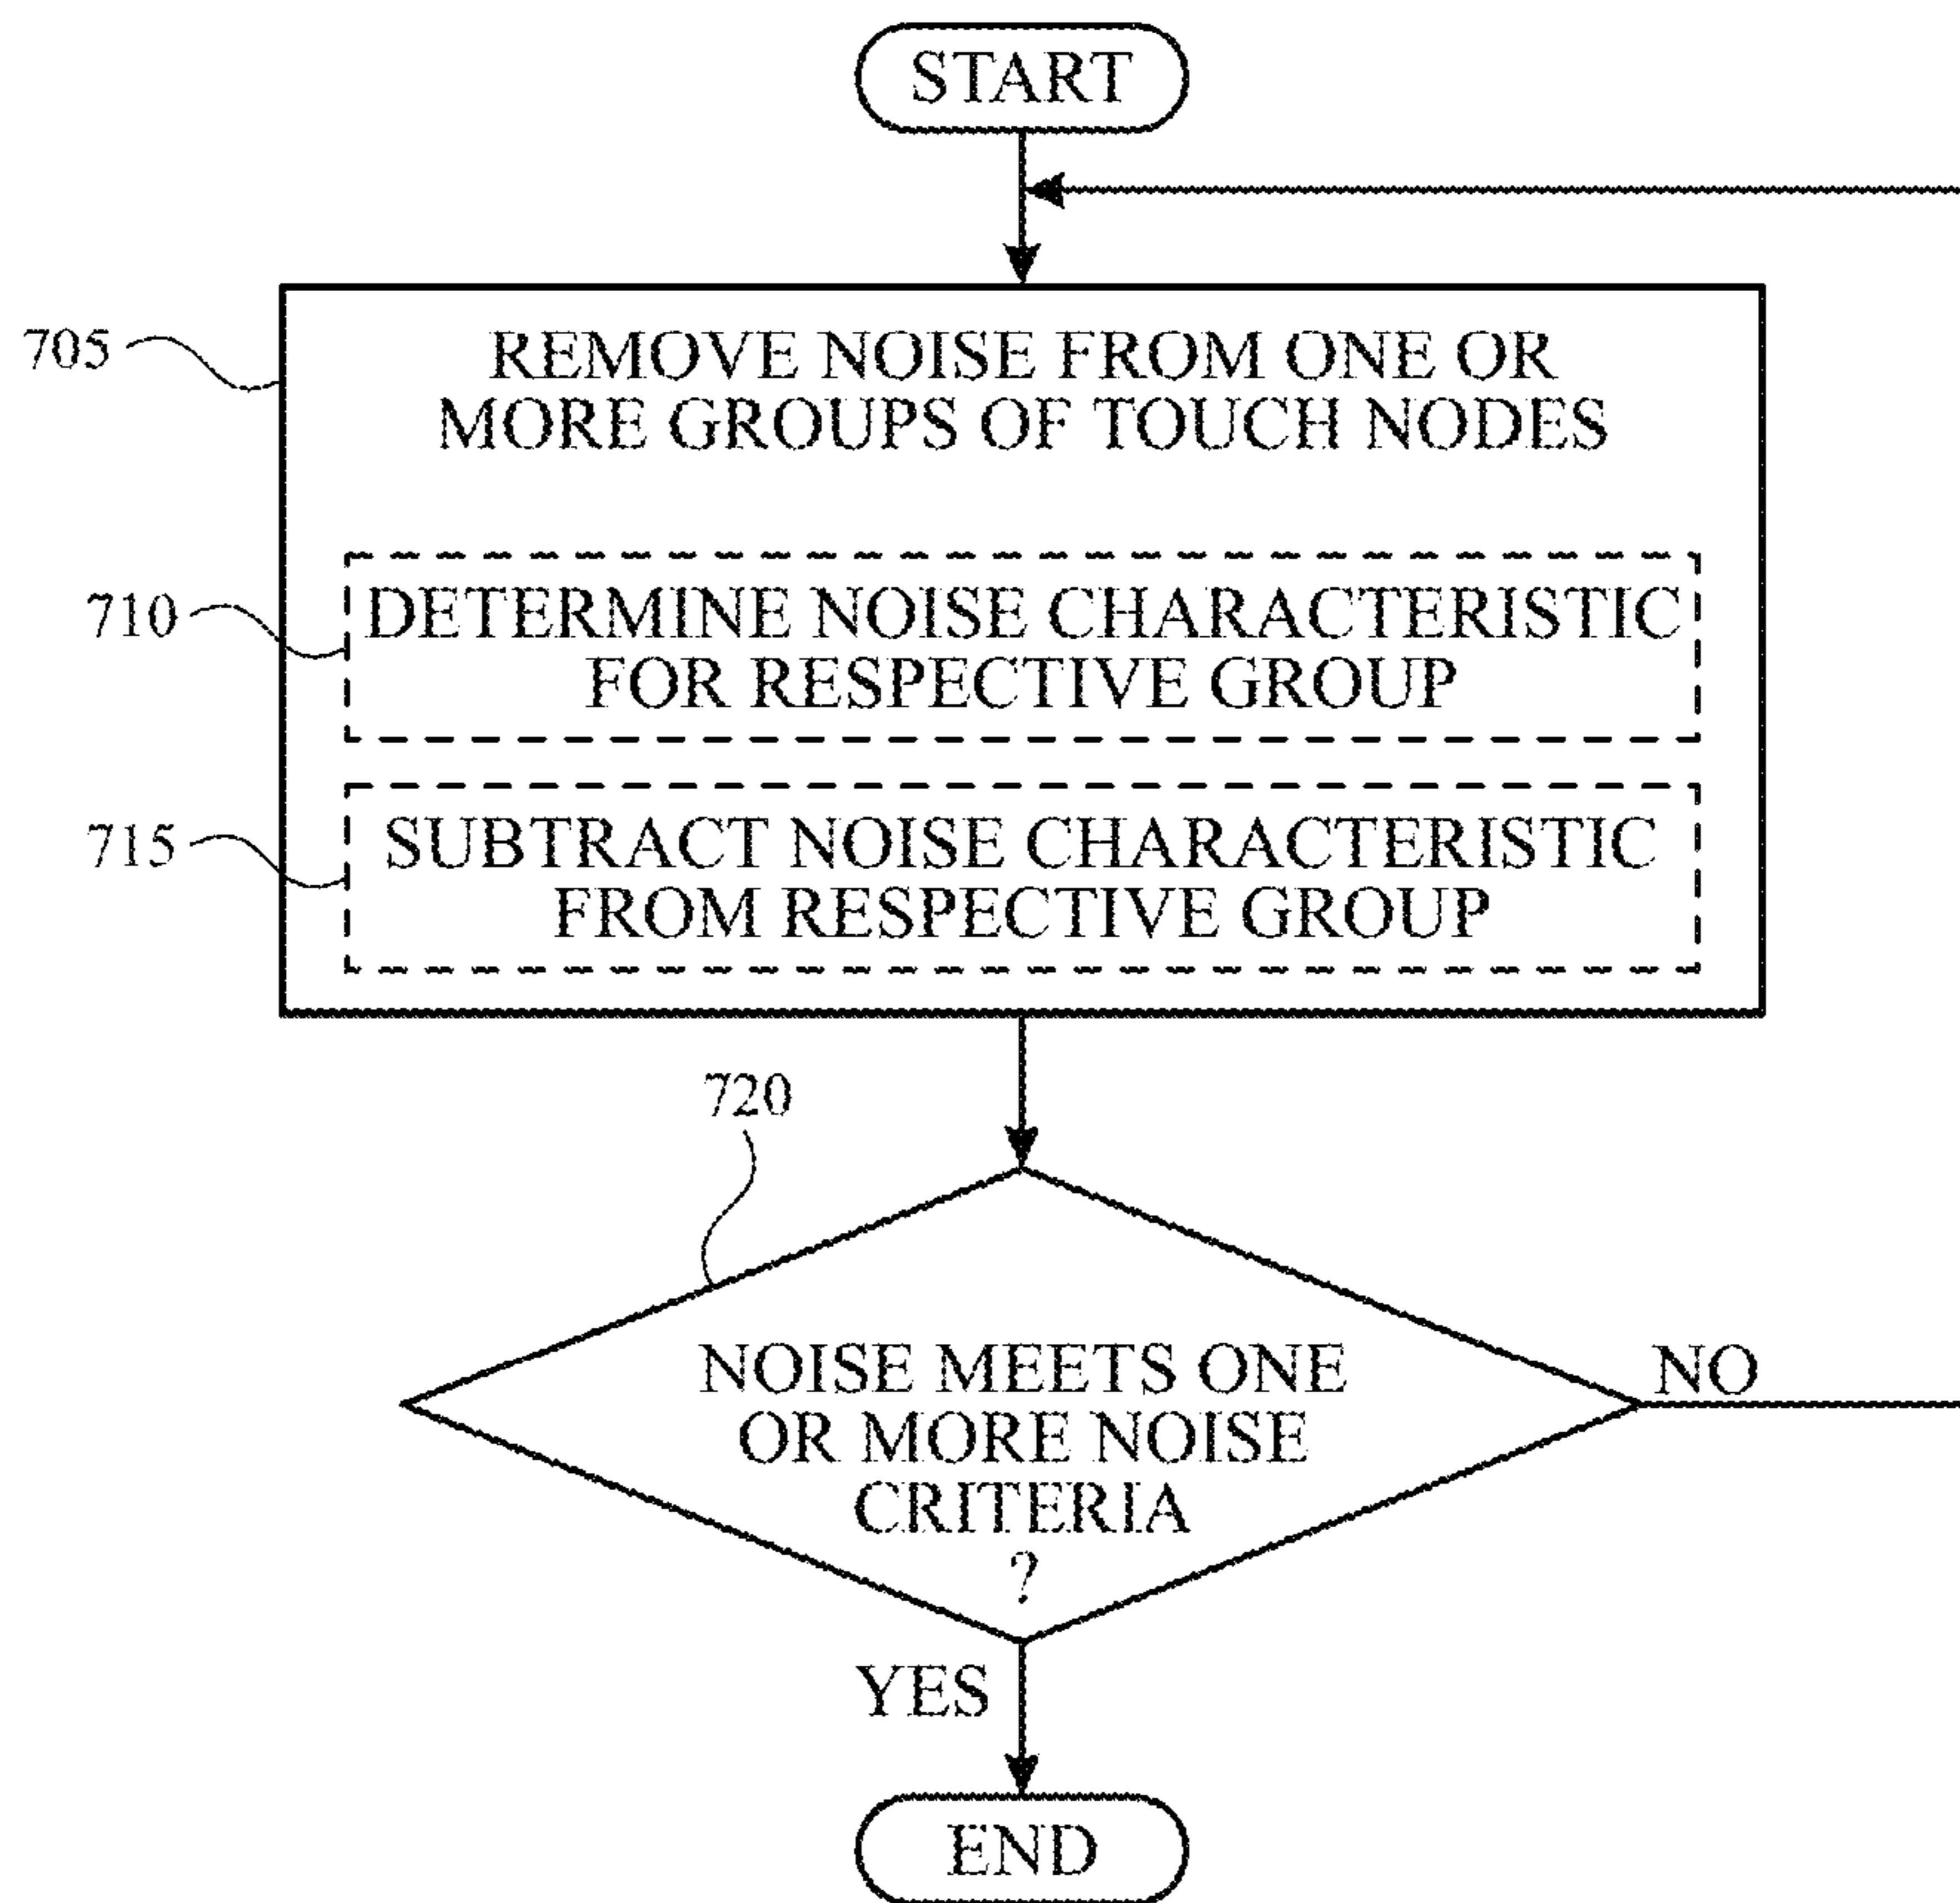 START
705
REMOVE NOISE FROM ONE OR
MORE GROUPS OF TOUCH NODES
710
DETERMINE NOISE CHARACTERISTIC
FOR RESPECTIVE GROUP
715
SUBTRACT NOISE CHARACTERISTIC
FROM RESPECTIVE GROUP
720
NOISE MEETS ONE
OR MORE NOISE
CRITERIA
?
NO
YES
END